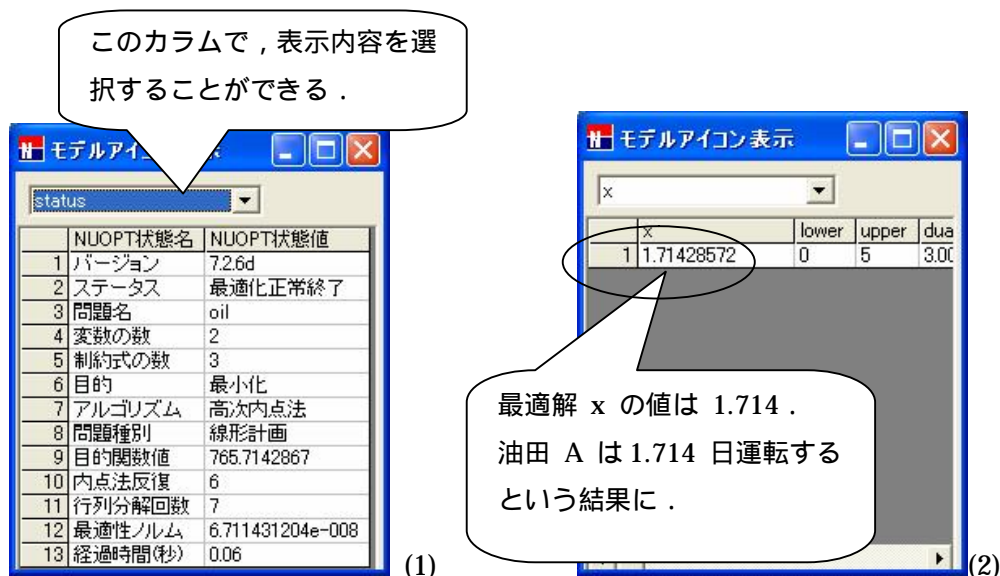 このカラムで，表示内容を選
択することができる．
モデルアイ
status
NUOPT状態名 NUOPT状態値
1 バージョン 7.2.6d
2 ステータス 最適化正常終了
3 問題名 oil
4 変数の数 2
5 制約式の数 3
6 目的 最小化
7 アルゴリズム 高次内点法
8 問題種別 線形計画
9 目的関数値 765.7142867
10 内点法反復 6
11 行列分解回数 7
12 最適性ノルム 6.711431204e-008
13 経過時間(秒) 0.06
(1)
モデルアイコン表示
x
x lower upper dua
1 1.71428572 0 5 3.00
最適解 x の値は 1.714．
油田 A は 1.714 日運転する
という結果に．
(2)